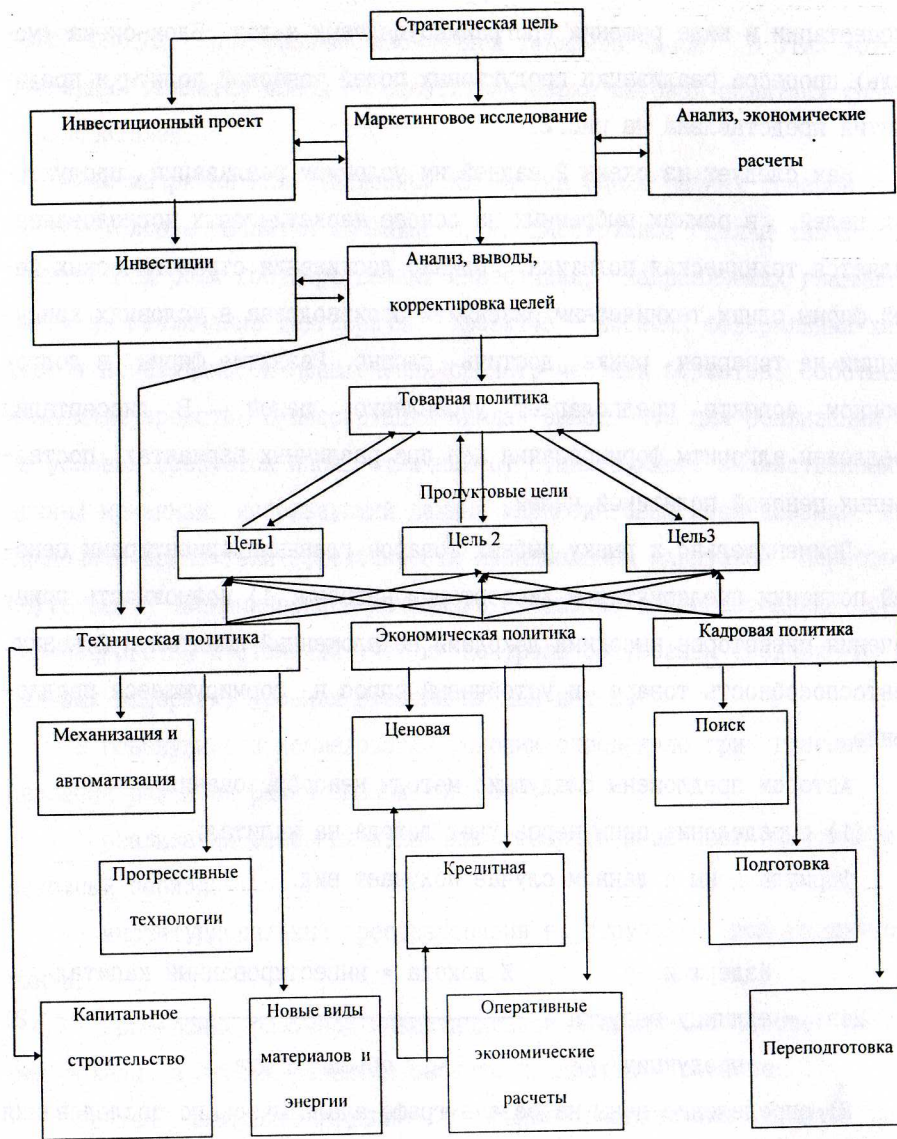 Стратегическая цель
Инвестиционный проект
Маркетинговое исследование
Анализ, экономические
расчеты
Инвестиции
Анализ, выводы,
корректировка целей
Товарная политика
Продуктовые цели
Цель1
Цель 2
Цель3
Техническая политика
Экономическая политика
Кадровая политика
Механизация и
автоматизация
Ценовая
Поиск
Прогрессивные
технологии
Кредитная
Подготовка
Капитальное
строительство
Новые виды
материалов и
энергии
Оперативные
экономические
расчеты
Переподготовка